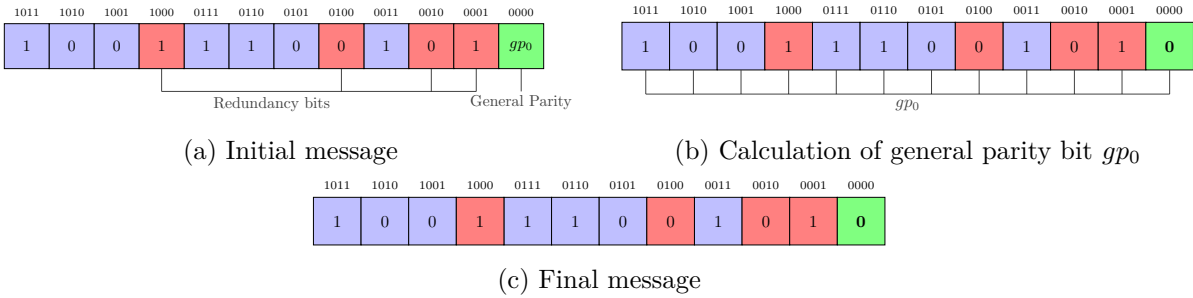 1011 1010 1001 1000 0111 0110 0101 0100 0011 0010 0001 0000
1 0 0 1 1 1 0 0 1 0 1 gp₀
Redundancy bits General Parity
(a) Initial message
1011 1010 1001 1000 0111 0110 0101 0100 0011 0010 0001 0000
1 0 0 1 1 1 0 0 1 0 1 0
gp₀
(b) Calculation of general parity bit gp₀
1011 1010 1001 1000 0111 0110 0101 0100 0011 0010 0001 0000
1 0 0 1 1 1 0 0 1 0 1 0
(c) Final message